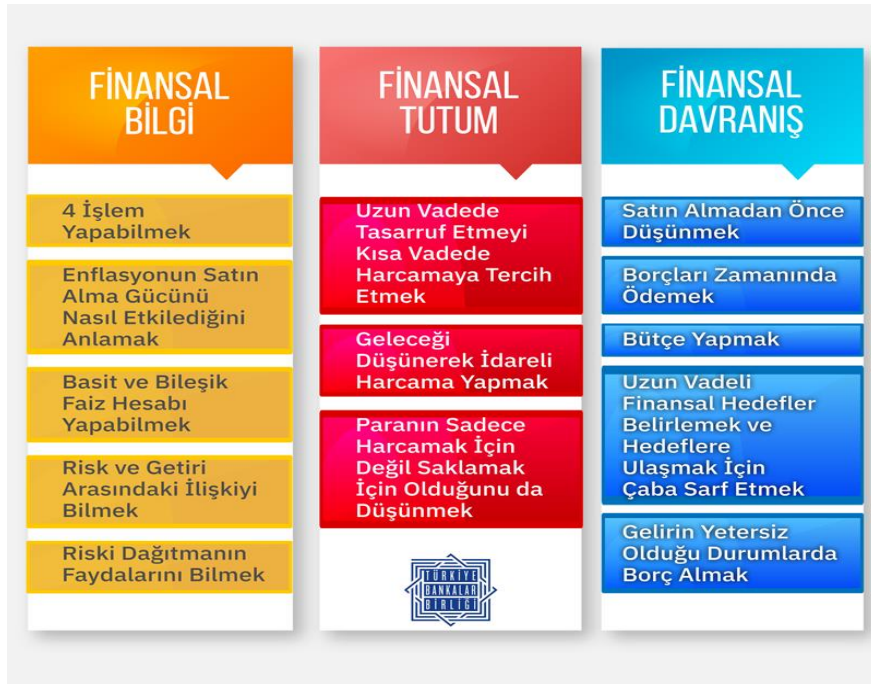 FİNANSAL
BİLGİ
4 İşlem
Yapabilmek
Enflasyonun Satın
Alma Gücünü
Nasıl Etkilediğini
Anlamak
Basit ve Bileşik
Faiz Hesabı
Yapabilmek
Risk ve Getiri
Arasındaki İlişkiyi
Bilmek
Riski Dağıtmanın
Faydalarını Bilmek
FİNANSAL
TUTUM
Uzun Vadede
Tasarruf Etmeyi
Kısa Vadede
Harcamaya Tercih
Etmek
Geleceği
Düşünerek İdareli
Harcama Yapmak
Paranın Sadece
Harcamak İçin
Değil Saklamak
İçin Olduğunu da
Düşünmek
TÜRKİYE
BANKALAR
BİRLİĞİ
FİNANSAL
DAVRANIŞ
Satın Almadan Önce
Düşünmek
Borçları Zamanında
Ödemek
Bütçe Yapmak
Uzun Vadeli
Finansal Hedefler
Belirlemek ve
Hedeflere
Ulaşmak İçin
Çaba Sarf Etmek
Gelirin Yetersiz
Olduğu Durumlarda
Borç Almak